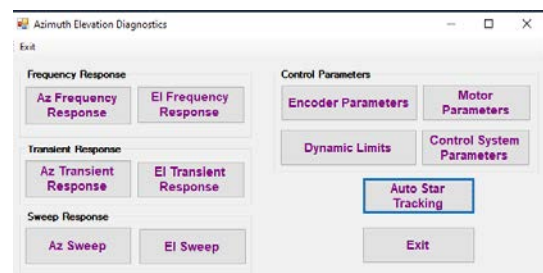 Azimuth Elevation Diagnostics
Exit
Frequency Response
Az Frequency
Response
El Frequency
Response
Transient Response
Az Transient
Response
El Transient
Response
Sweep Response
Az Sweep
El Sweep
Control Parameters
Encoder Parameters
Motor
Parameters
Dynamic Limits
Control System
Parameters
Auto Star
Tracking
Exit